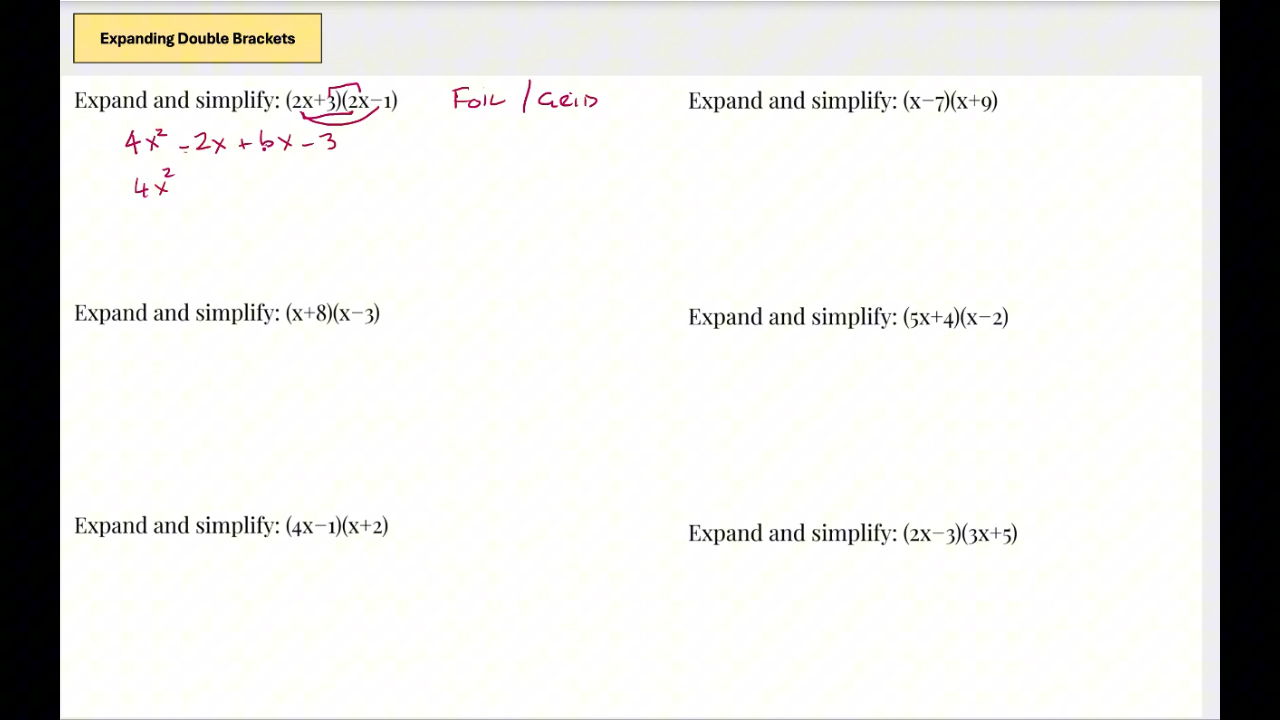 Expanding Double Brackets
Expand and simplify: (2x+3)(2x−1) FOIL / GRID
4x² - 2x + 6x - 3
4x²
Expand and simplify: (x−7)(x+9)
Expand and simplify: (x+8)(x−3)
Expand and simplify: (5x+4)(x−2)
Expand and simplify: (4x−1)(x+2)
Expand and simplify: (2x−3)(3x+5)